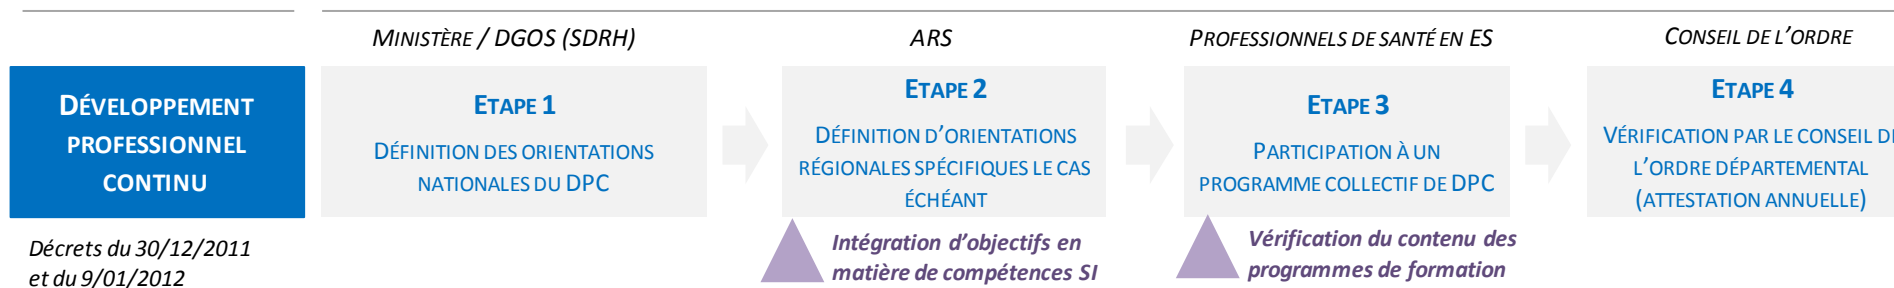 MINISTÈRE / DGOS (SDRH)
ARS
PROFESSIONNELS DE SANTÉ EN ES
CONSEIL DE L'ORDRE
DÉVELOPPEMENT
PROFESSIONNEL
CONTINU
ETAPE 1
DÉFINITION DES ORIENTATIONS
NATIONALES DU DPC
ETAPE 2
DÉFINITION D'ORIENTATIONS
RÉGIONALES SPÉCIFIQUES LE CAS
ÉCHÉANT
ETAPE 3
PARTICIPATION À UN
PROGRAMME COLLECTIF DE DPC
ETAPE 4
VÉRIFICATION PAR LE CONSEIL DE
L'ORDRE DÉPARTEMENTAL
(ATTESTATION ANNUELLE)
Décrets du 30/12/2011
et du 9/01/2012
Intégration d'objectifs en
matière de compétences SI
Vérification du contenu des
programmes de formation